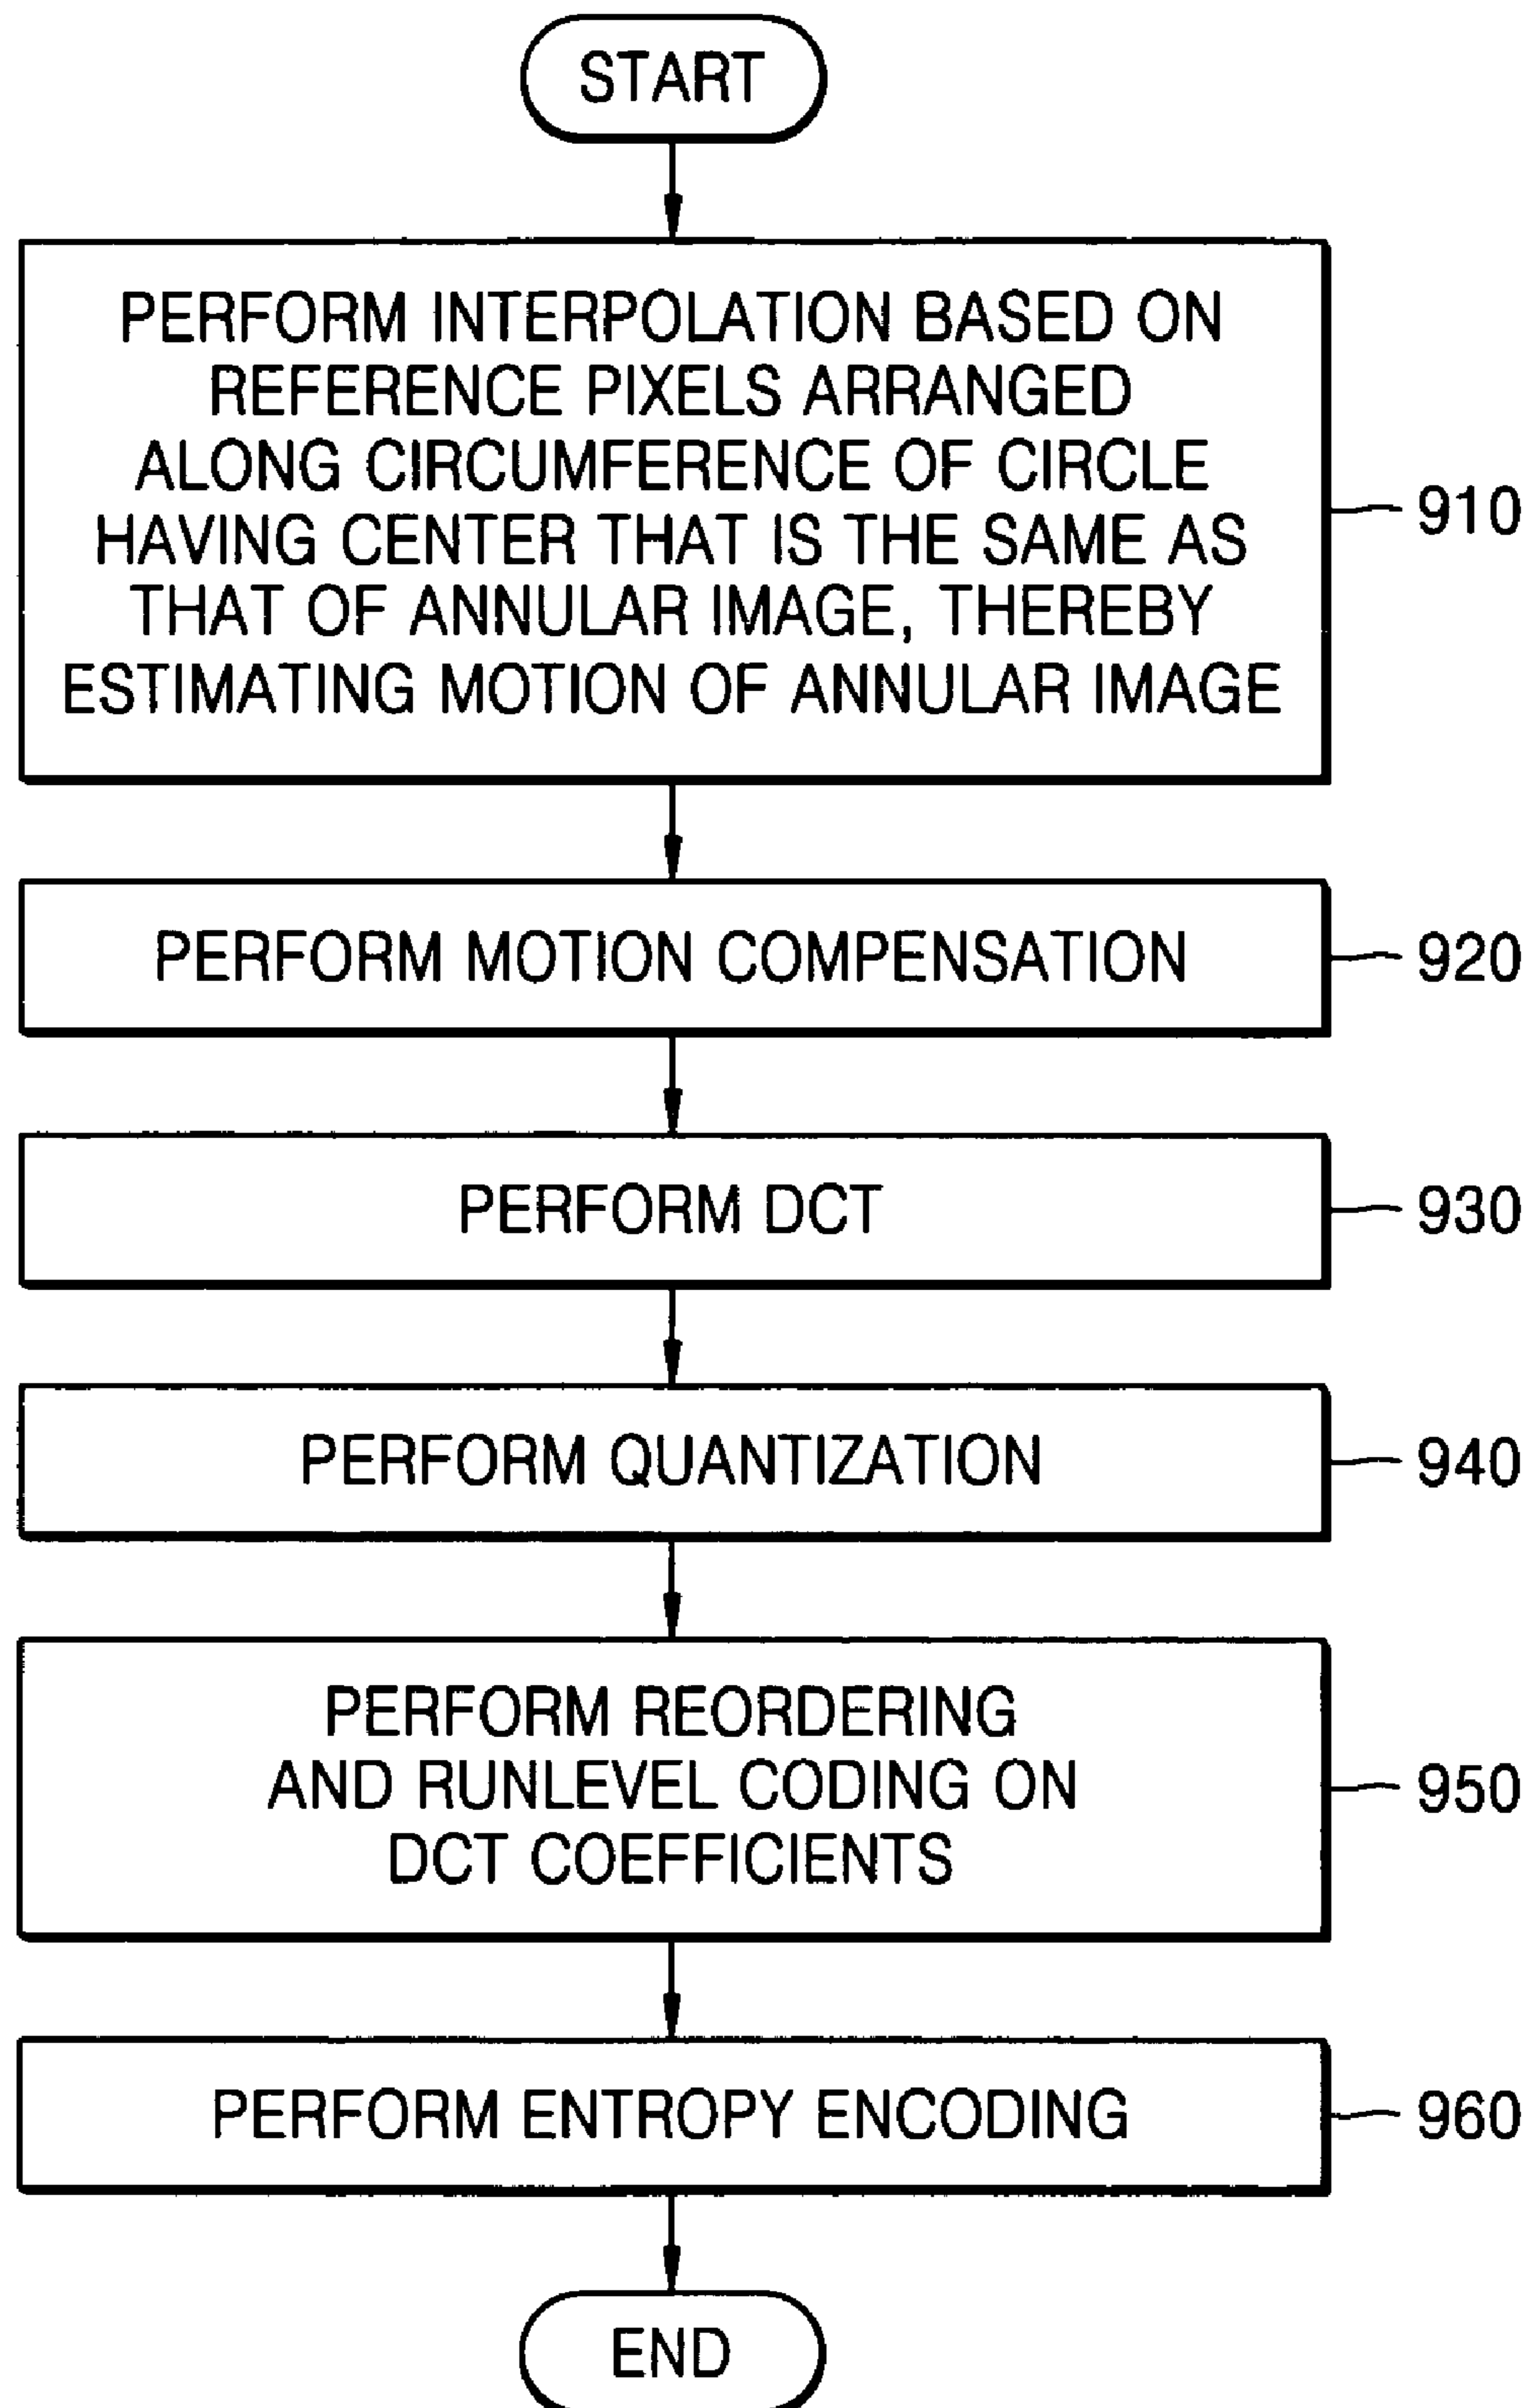 START
PERFORM INTERPOLATION BASED ON
REFERENCE PIXELS ARRANGED
ALONG CIRCUMFERENCE OF CIRCLE
HAVING CENTER THAT IS THE SAME AS
THAT OF ANNULAR IMAGE, THEREBY
ESTIMATING MOTION OF ANNULAR IMAGE
910
PERFORM MOTION COMPENSATION
920
PERFORM DCT
930
PERFORM QUANTIZATION
940
PERFORM REORDERING
AND RUNLEVEL CODING ON
DCT COEFFICIENTS
950
PERFORM ENTROPY ENCODING
960
END